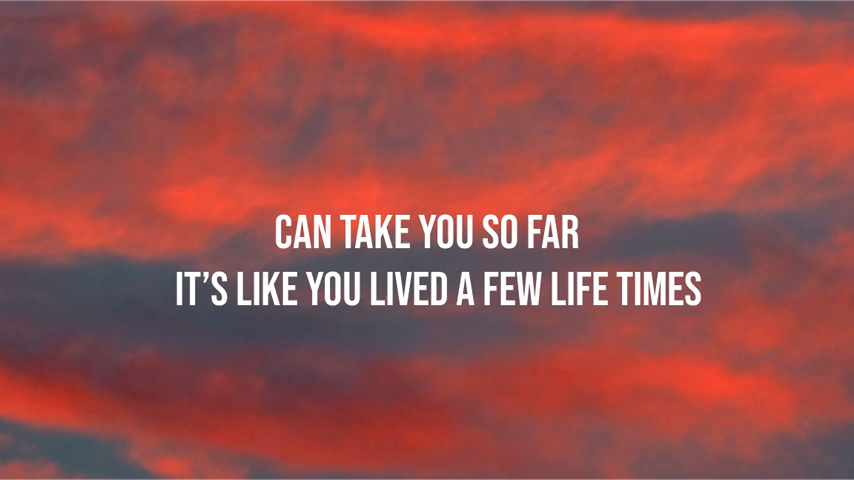 CAN TAKE YOU SO FAR
IT’S LIKE YOU LIVED A FEW LIFE TIMES